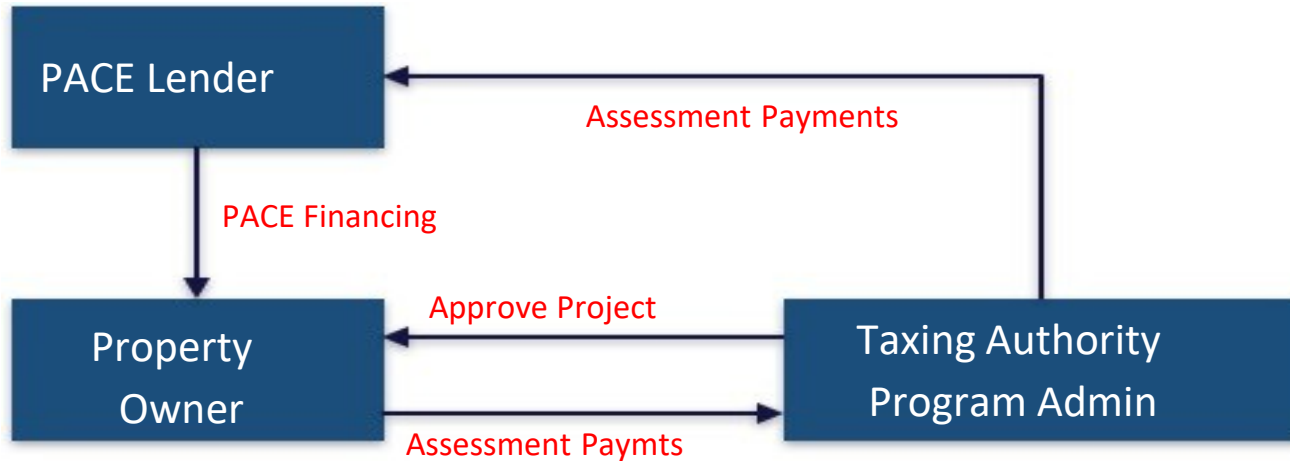 PACE Lender
Assessment Payments
PACE Financing
Approve Project
Property
Owner
Taxing Authority
Program Admin
Assessment Paymts